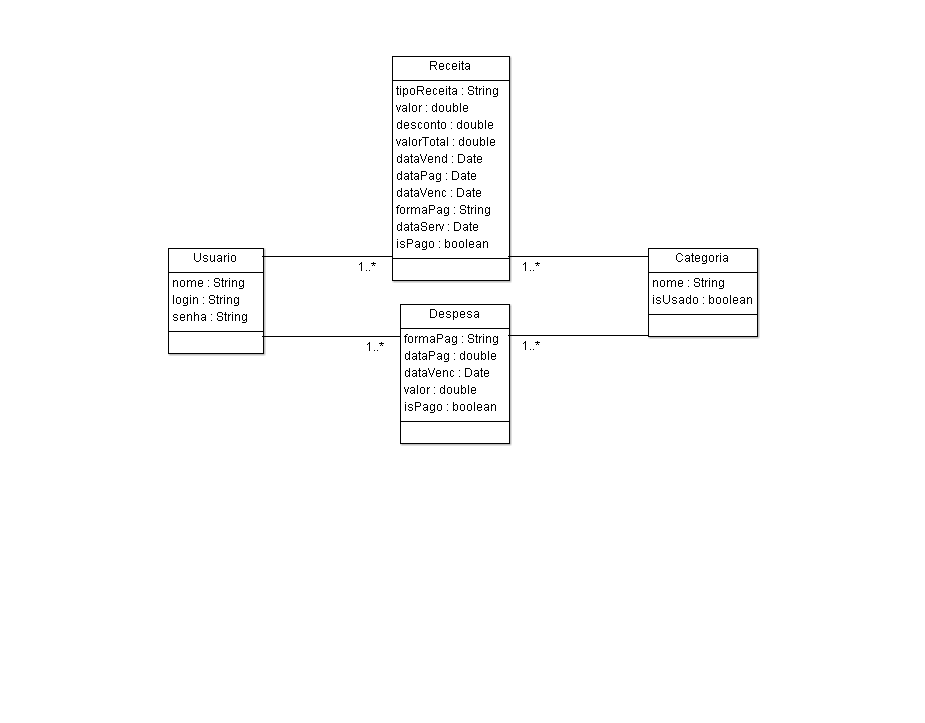 Receita
tipoReceita : String
valor : double
desconto : double
valorTotal : double
dataVend : Date
dataPag : Date
dataVenc : Date
formaPag : String
dataServ : Date
isPago : boolean
Usuario
nome : String
login : String
senha : String
1..*
1..*
Categoria
nome : String
isUsado : boolean
Despesa
formaPag : String
dataPag : double
dataVenc : Date
valor : double
isPago : boolean
1..*
1..*